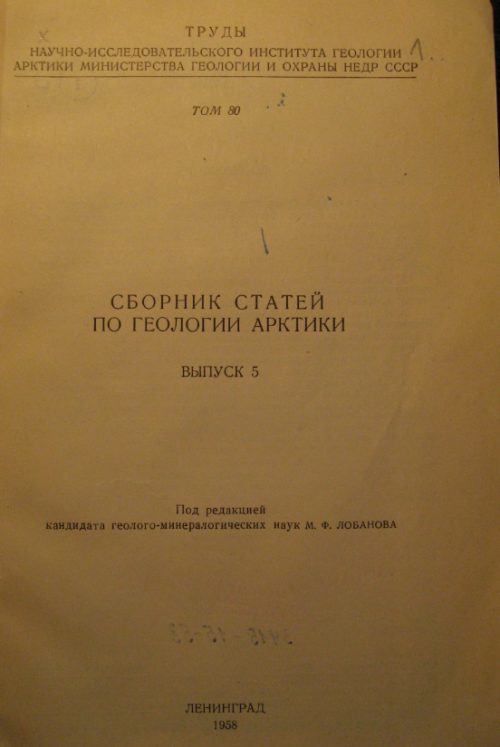 ТРУДЫ
НАУЧНО-ИССЛЕДОВАТЕЛЬСКОГО ИНСТИТУТА ГЕОЛОГИИ
АРКТИКИ МИНИСТЕРСТВА ГЕОЛОГИИ И ОХРАНЫ НЕДР СССР
1..
ТОМ 80
СБОРНИК СТАТЕЙ
ПО ГЕОЛОГИИ АРКТИКИ
ВЫПУСК 5
Под редакцией
кандидата геолого-минералогических наук М. Ф. ЛОБАНОВА
ЛЕНИНГРАД
1958